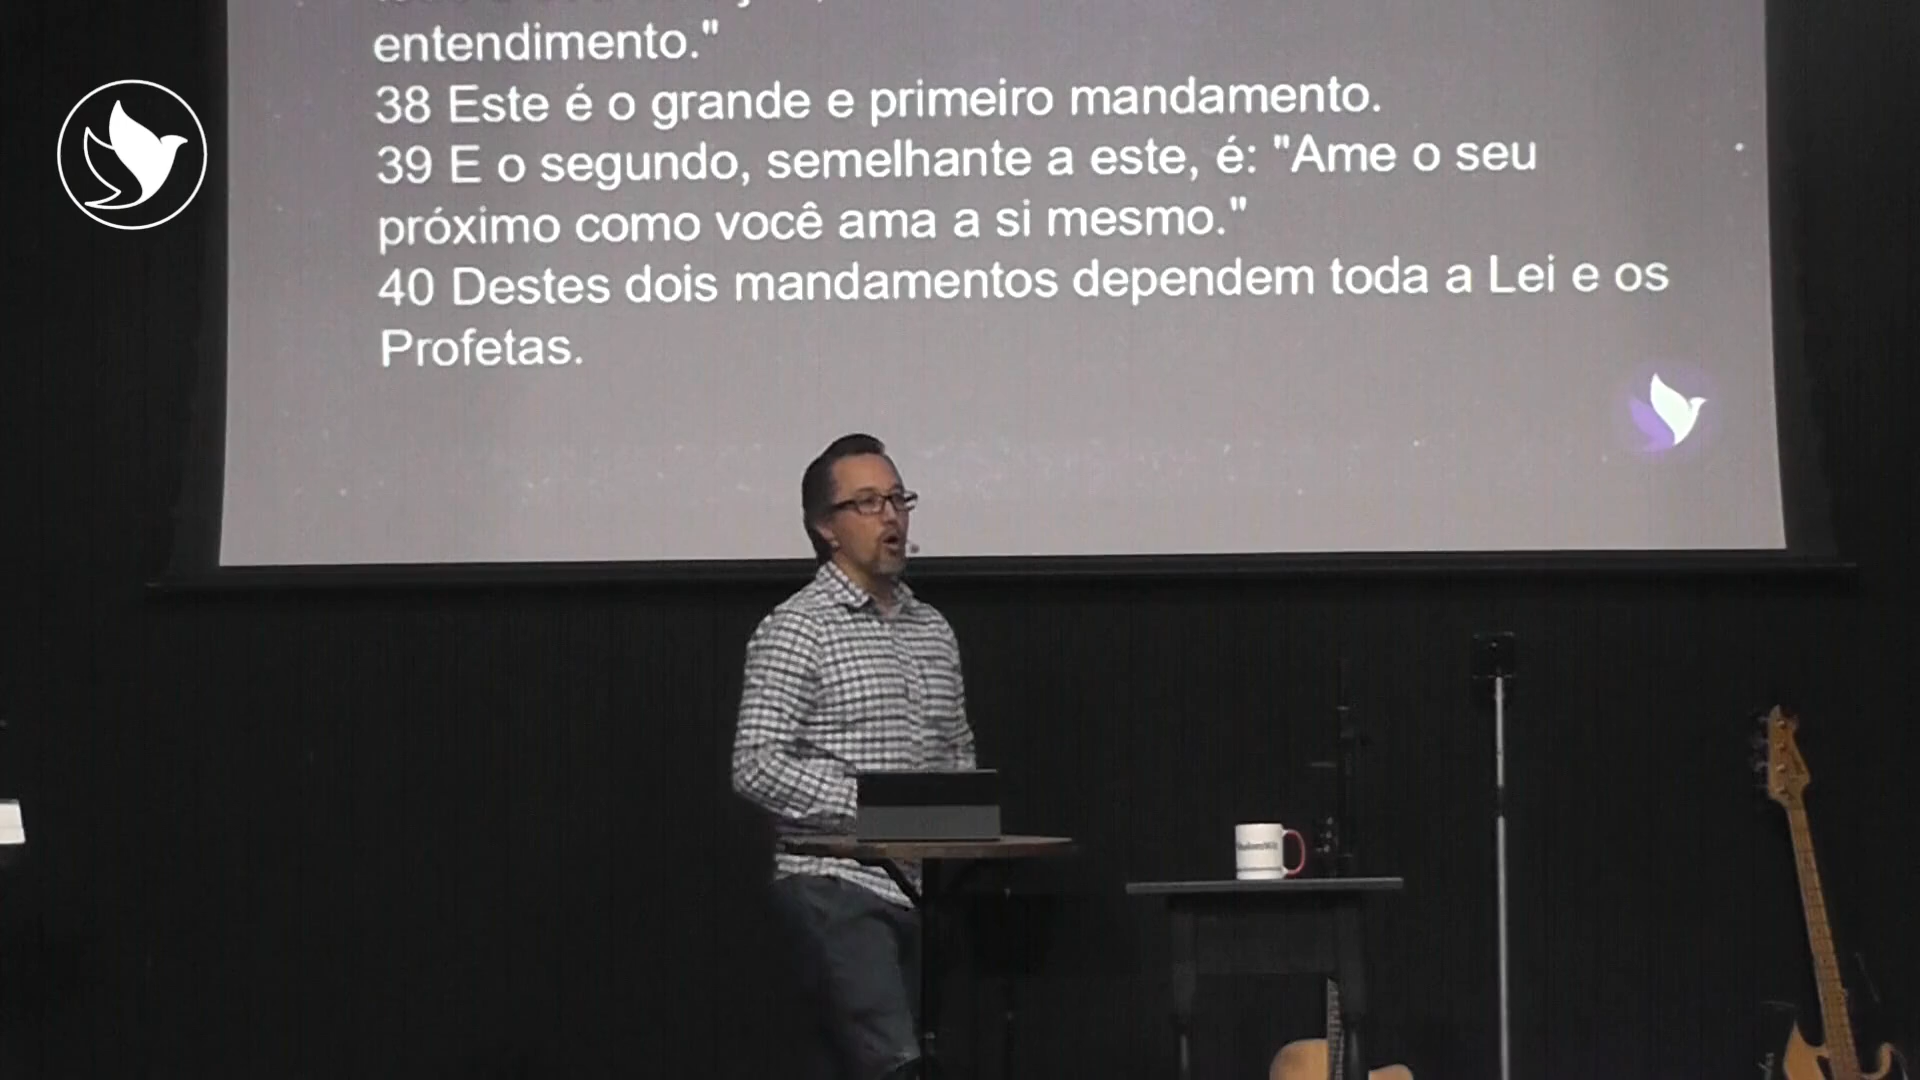 entendimento."
38 Este é o grande e primeiro mandamento.
39 E o segundo, semelhante a este, é: "Ame o seu
próximo como você ama a si mesmo."
40 Destes dois mandamentos dependem toda a Lei e os
Profetas.